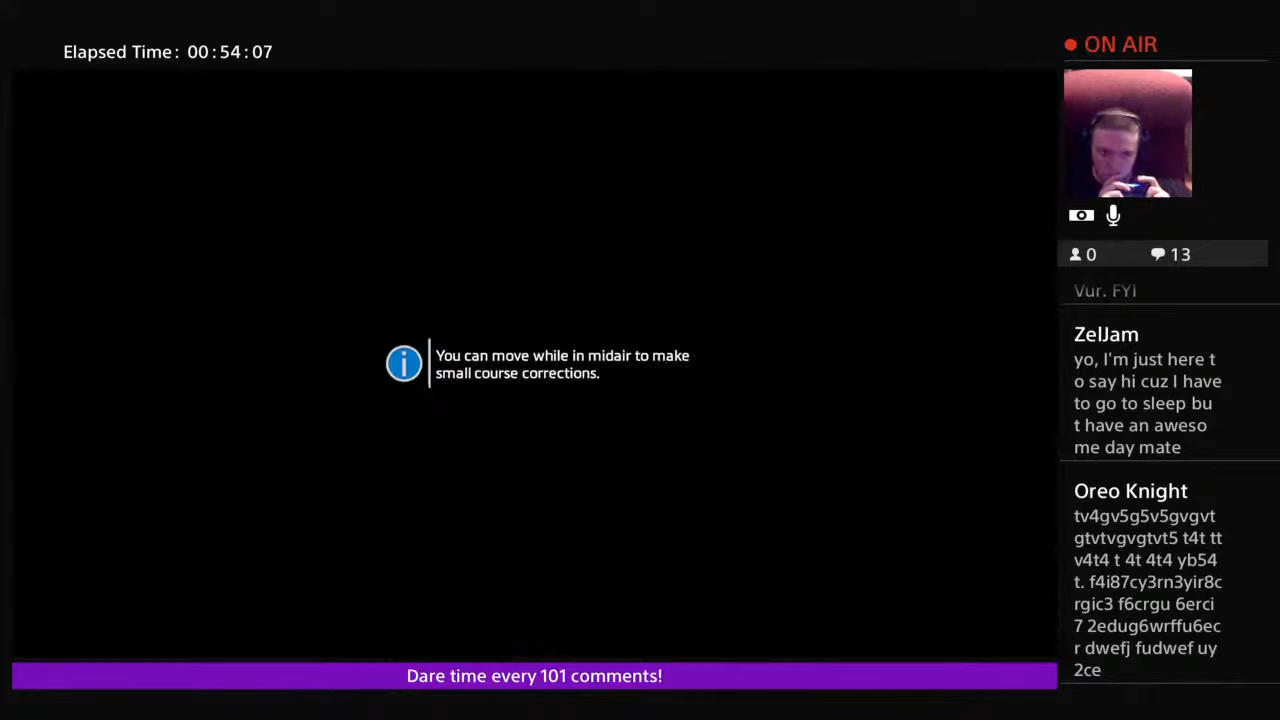 Elapsed Time: 00:54:07
ON AIR
0
13
Vur. FYI
ZelJam
yo, I'm just here t
o say hi cuz I have
to go to sleep bu
t have an aweso
me day mate
Oreo Knight
tv4gv5g5v5gvgvt
gtvtvgvgtvt5 t4t tt
v4t4 t 4t 4t4 yb54
t. f4i87cy3rn3yir8c
rgic3 f6crgu 6erci
7 2edug6wrffu6ec
r dwefj fudwef uy
2ce
You can move while in midair to make
small course corrections.
Dare time every 101 comments!